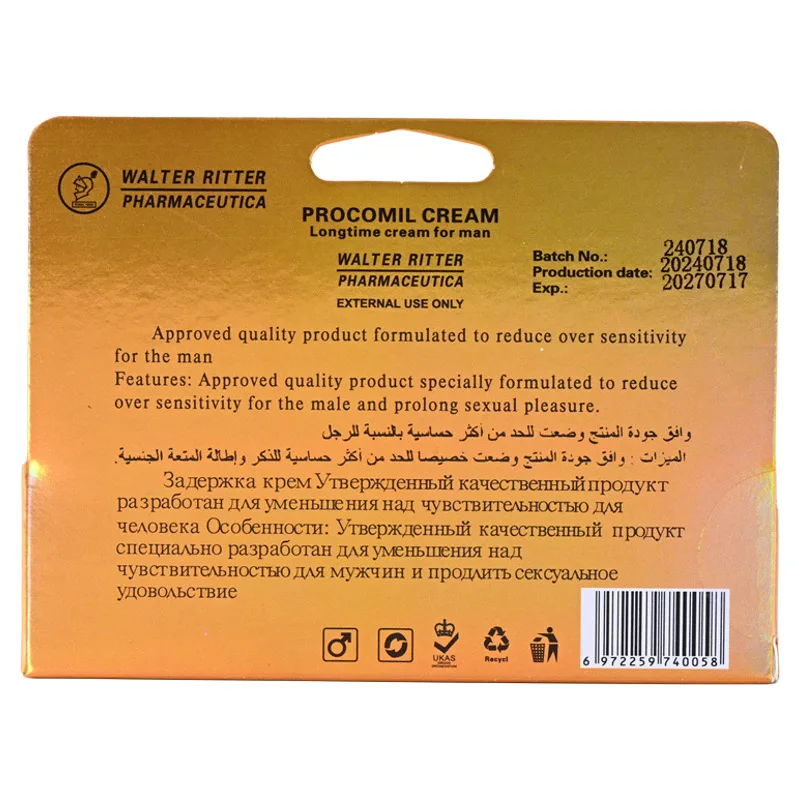 WALTER RITTER
PHARMACEUTICA
PROCOMIL CREAM
Longtime cream for man
WALTER RITTER
PHARMACEUTICA
EXTERNAL USE ONLY
Batch No.: 240718
Production date: 20240718
Exp.: 20270717
Approved quality product formulated to reduce over sensitivity
for the man
Features: Approved quality product specially formulated to reduce
over sensitivity for the male and prolong sexual pleasure.
وافق جودة المنتج وضعت للحد من أكثر حساسية بالنسبة للرجل
الميزات : وافق جودة المنتج وضعت خصيصا للحد من أكثر حساسية للذكر وإطالة المتعة الجنسية.
Задержка крем Утвержденный качественный продукт
разработан для уменьшения над чувствительностью для
человека Особенности: Утвержденный качественный продукт
специально разработан для уменьшения над
чувствительностью для мужчин и продлить сексуальное
удовольствие
UKAS
Recycl
6 972259 740058